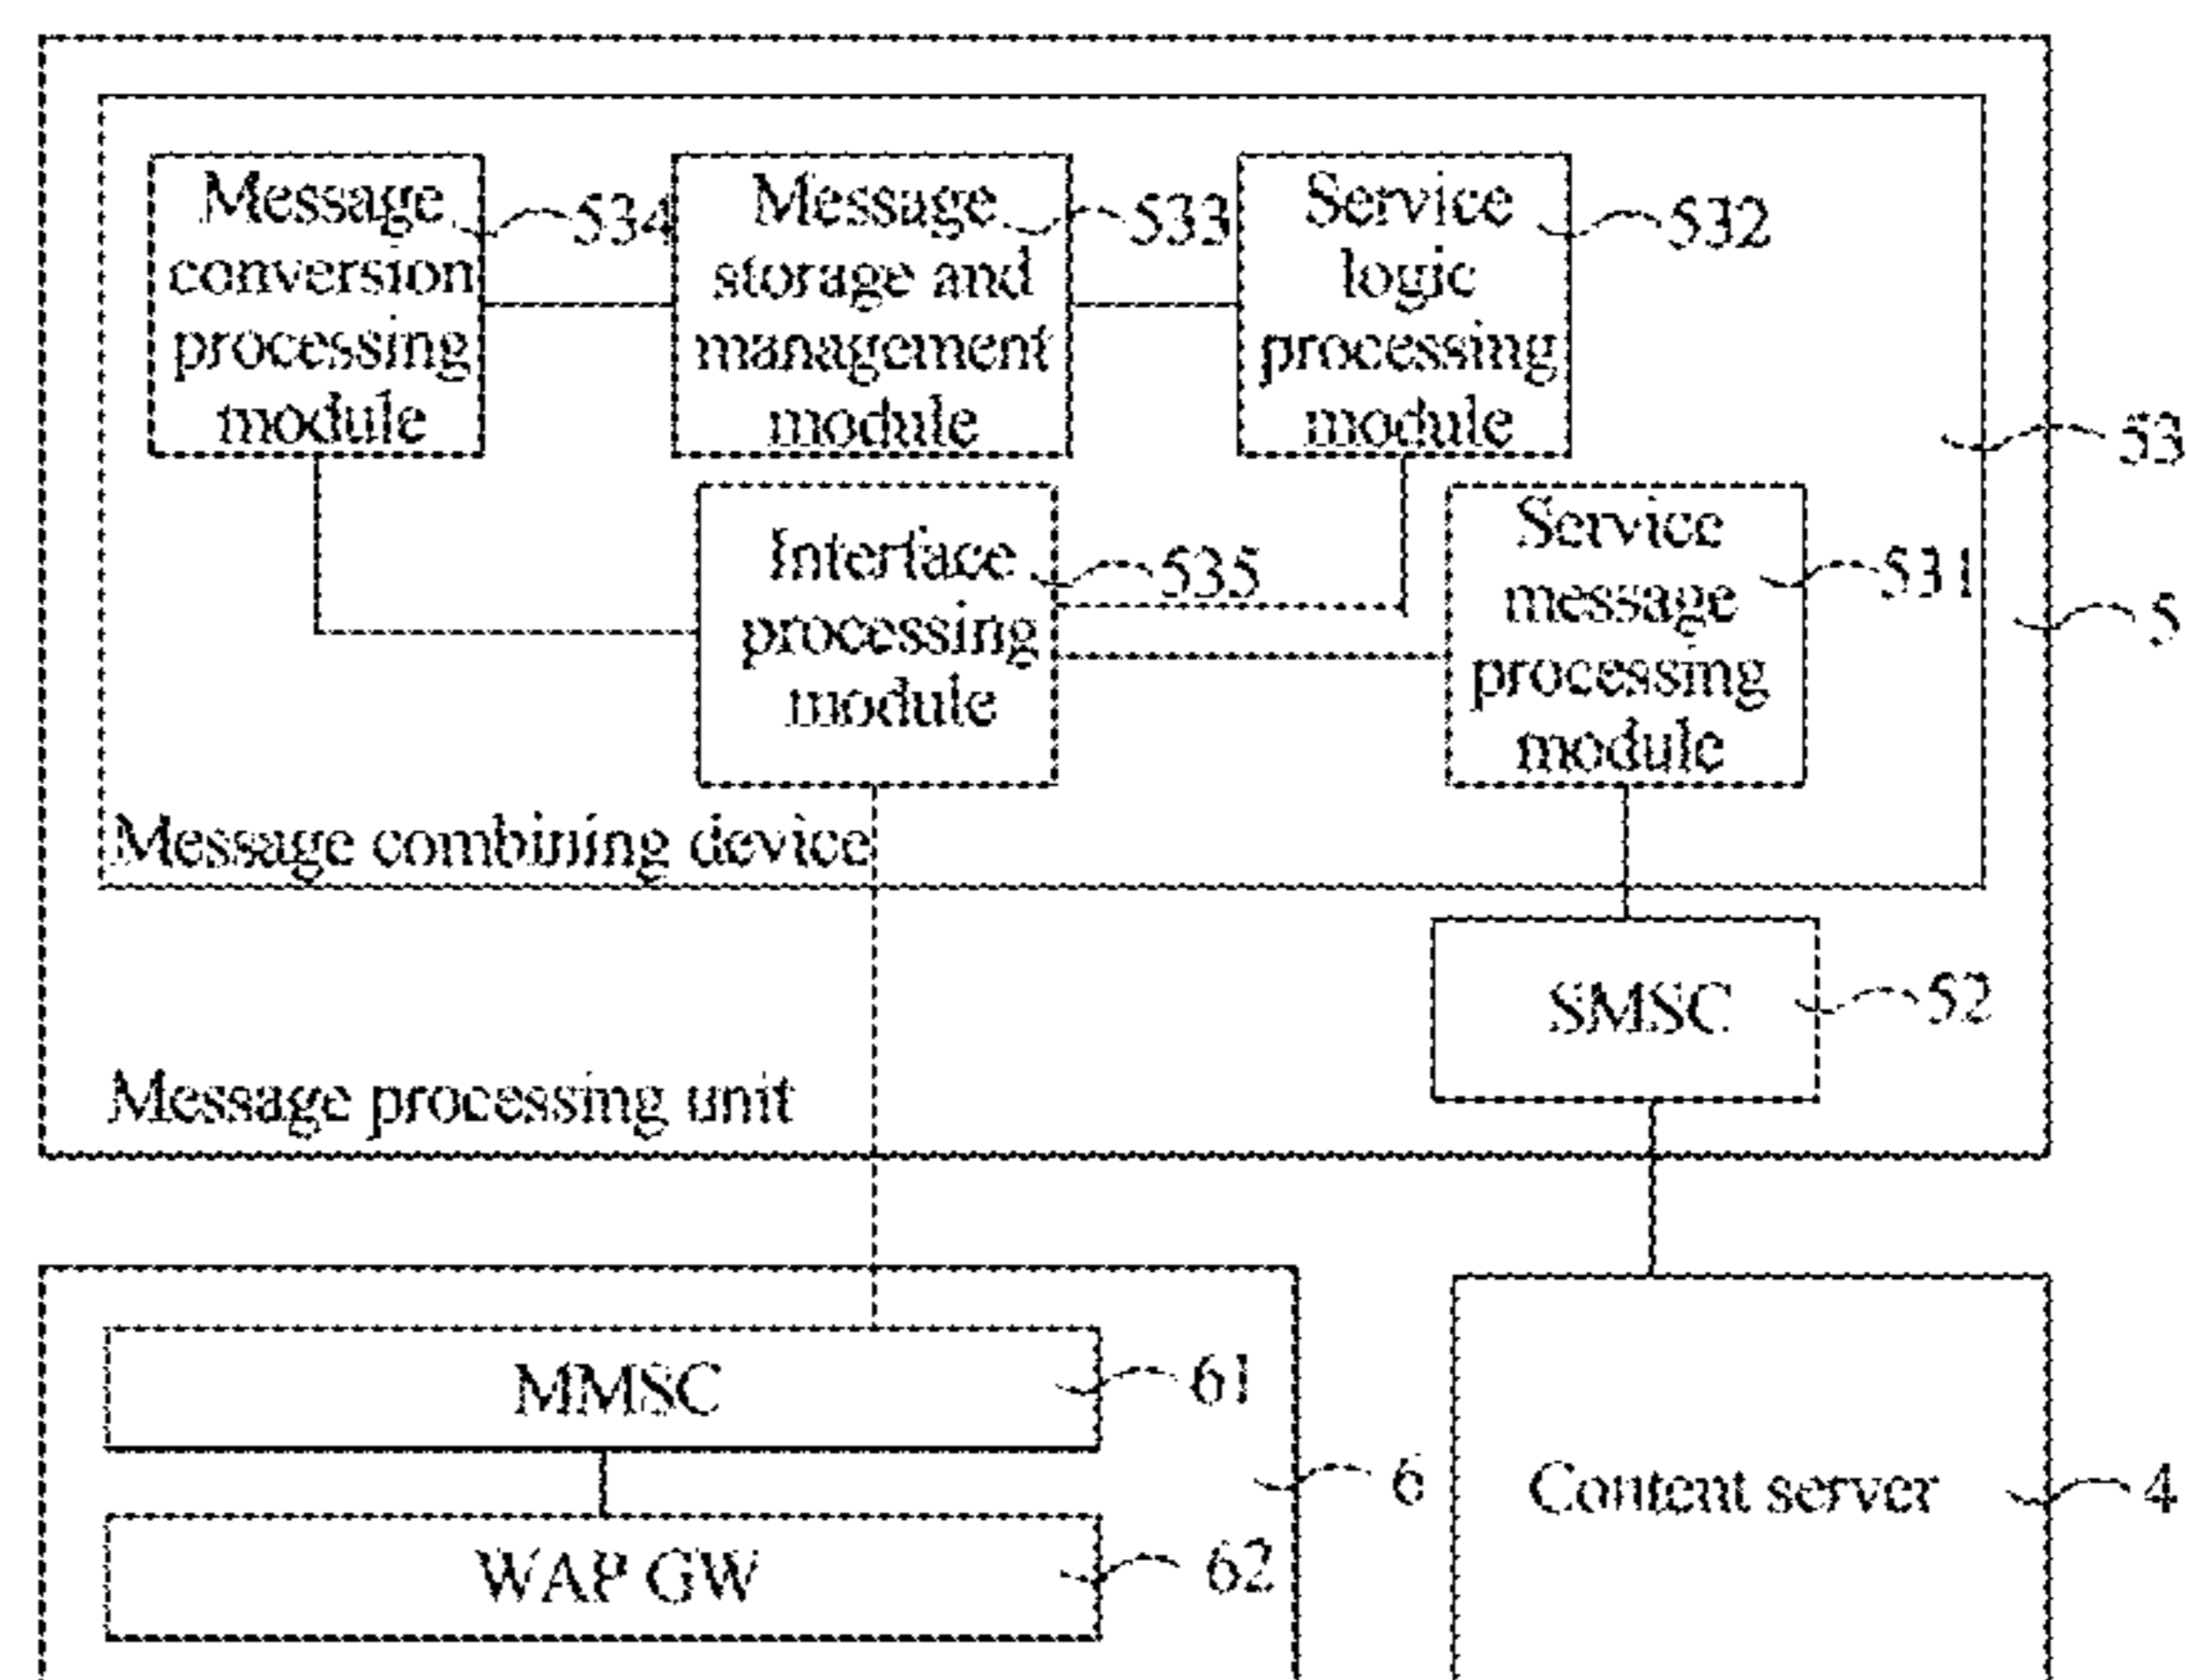 Message
conversion
processing
module
534
Message
storage and
management
module
533
Service
logic
processing
module
532
53
Interface
processing
module
535
Service
message
processing
module
531
5
Message combining device
SMSC
52
Message processing unit
MMSC
61
6
WAP GW
62
Content server
4